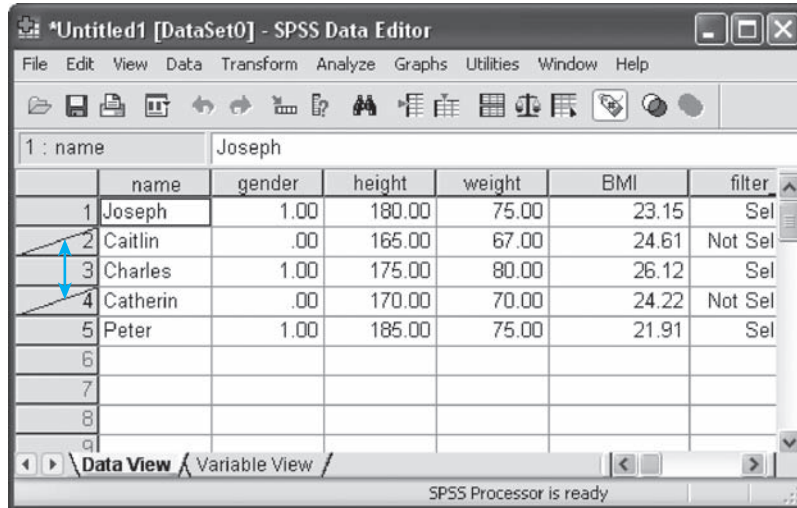 *Untitled1 [DataSet0] - SPSS Data Editor
File Edit View Data Transform Analyze Graphs Utilities Window Help
1 : name Joseph
name gender height weight BMI filter_
1 Joseph 1.00 180.00 75.00 23.15 Sel
2 Caitlin .00 165.00 67.00 24.61 Not Sel
3 Charles 1.00 175.00 80.00 26.12 Sel
4 Catherin .00 170.00 70.00 24.22 Not Sel
5 Peter 1.00 185.00 75.00 21.91 Sel
6
7
8
9
Data View Variable View
SPSS Processor is ready